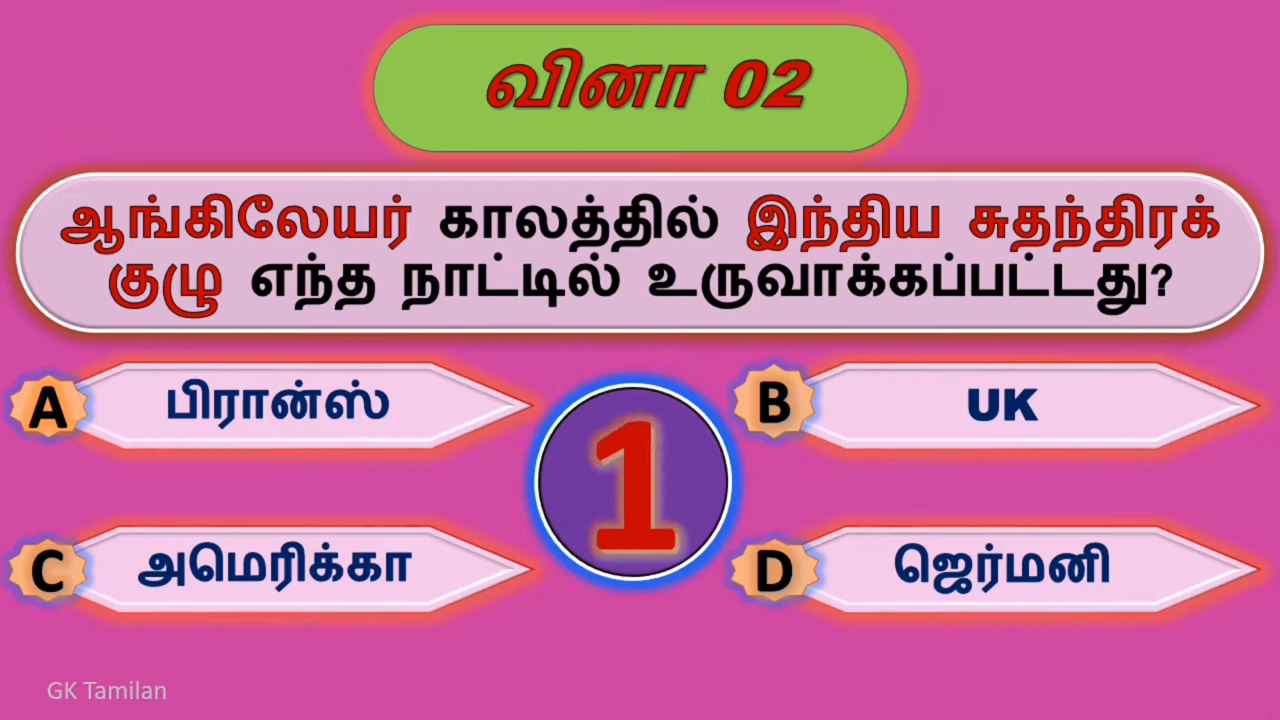 வினா 02
ஆங்கிலேயர் காலத்தில் இந்திய சுதந்திரக்
குழு எந்த நாட்டில் உருவாக்கப்பட்டது?
A பிரான்ஸ்
B UK
1
C அமெரிக்கா
D ஜெர்மனி
GK Tamilan